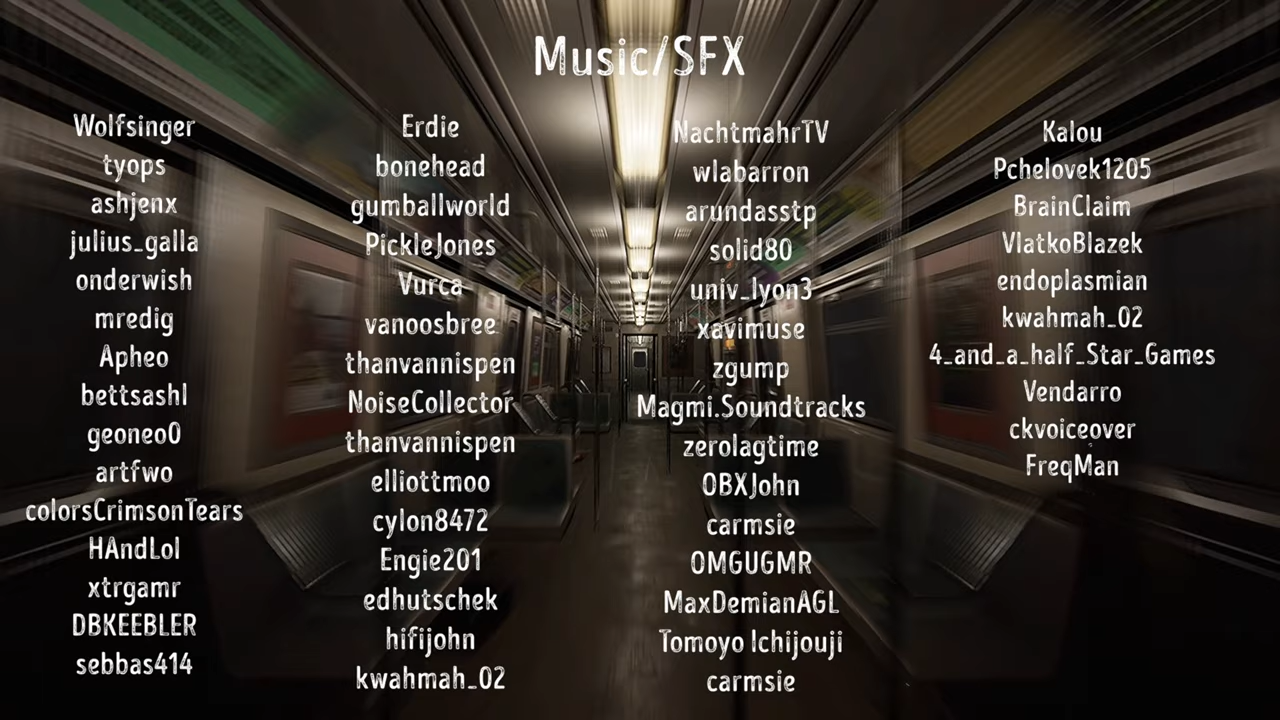 Music/SFX
Wolfsinger
tyops
ashjenx
julius_galla
onderwish
mredig
Apheo
bettsashl
geoneo0
artfwo
colorsCrimsonTears
HAndLol
xtrgamr
DBKEEBLER
sebbas414
Erdie
bonehead
gumballworld
PickleJones
Vurca
vanoosbree
thanvannispen
NoiseCollector
thanvannispen
elliottmoo
cylon8472
Engie201
edhutschek
hifijohn
kwahmah_02
NachtmahrTV
wlabarron
arundasstp
solid80
univ_lyon3
xavimuse
zgump
Magmi.Soundtracks
zerolagtime
OBXJohn
carmsie
OMGUGMR
MaxDemianAGL
Tomoyo Ichijouji
carmsie
Kalou
Pchelovek1205
BrainClaim
VlatkoBlazek
endoplasmian
kwahmah_02
4_and_a_half_Star_Games
Vendarro
ckvoiceover
FreqMan